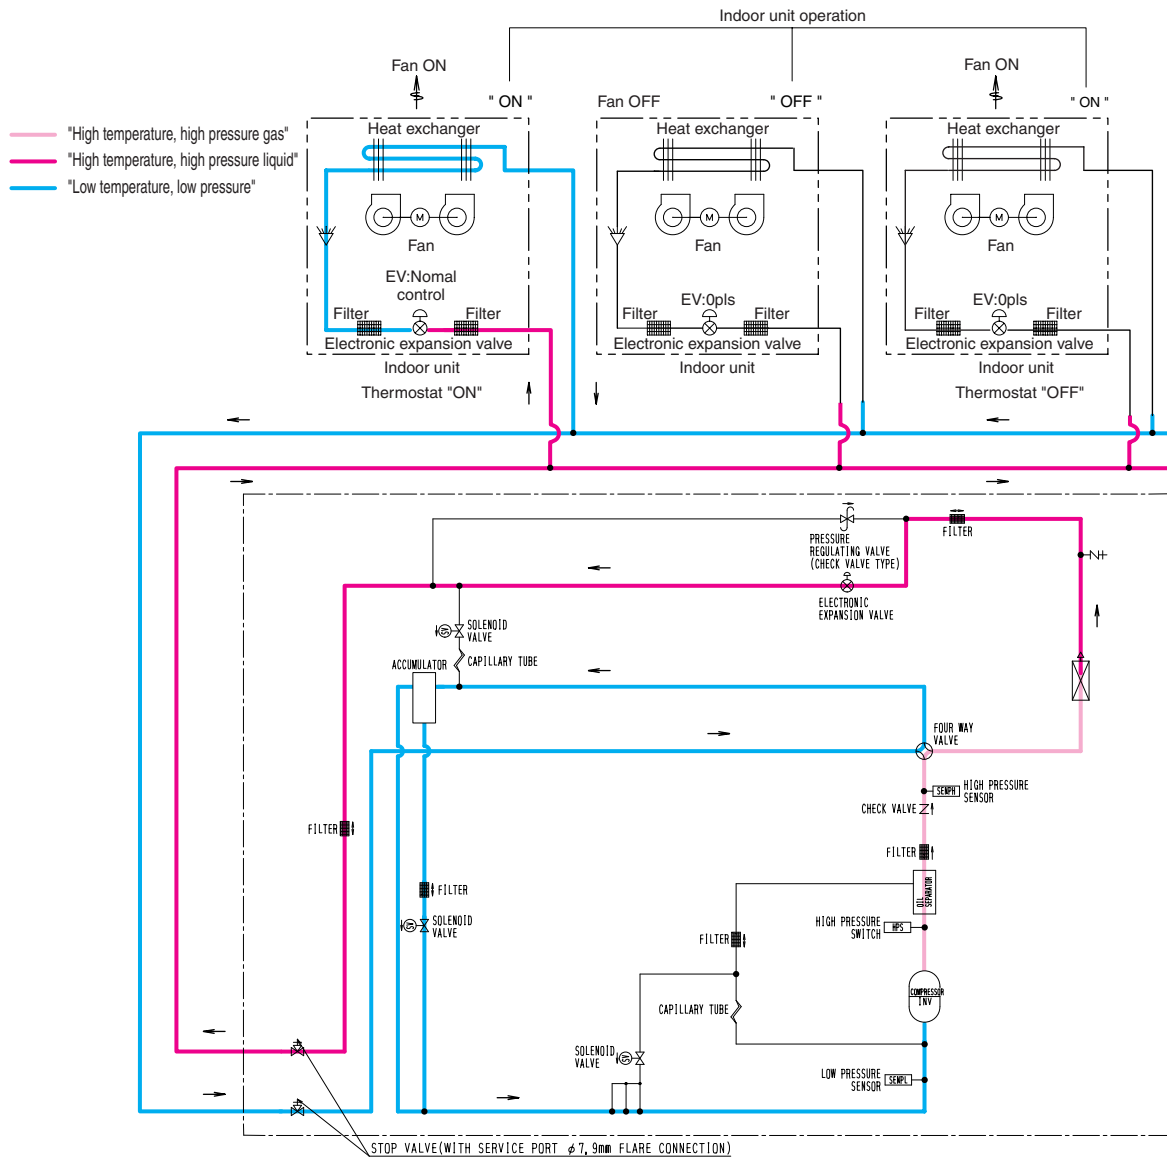 Indoor unit operation
Fan ON
" ON "
Fan OFF
" OFF "
Fan ON
" ON "
"High temperature, high pressure gas"
"High temperature, high pressure liquid"
"Low temperature, low pressure"
Heat exchanger
Heat exchanger
Heat exchanger
M
M
M
Fan
Fan
Fan
EV:Nomal
control
EV:0pls
EV:0pls
Filter
Filter
Filter
Filter
Filter
Filter
Electronic expansion valve
Electronic expansion valve
Electronic expansion valve
Indoor unit
Indoor unit
Indoor unit
Thermostat "ON"
Thermostat "OFF"
PRESSURE
REGULATING VALVE
(CHECK VALVE TYPE)
FILTER
ELECTRONIC
EXPANSION VALVE
SV
SOLENOID
VALVE
CAPILLARY TUBE
ACCUMULATOR
FOUR WAY
VALVE
SENPH
HIGH PRESSURE
SENSOR
CHECK VALVE
FILTER
FILTER
OIL
SEPARATOR
FILTER
SV
SOLENOID
VALVE
HIGH PRESSURE
SWITCH
HPS
FILTER
COMPRESSOR
INV
CAPILLARY TUBE
SOLENOID
VALVE
SV
LOW PRESSURE
SENSOR
SENPL
STOP VALVE(WITH SERVICE PORT φ7,9mm FLARE CONNECTION)